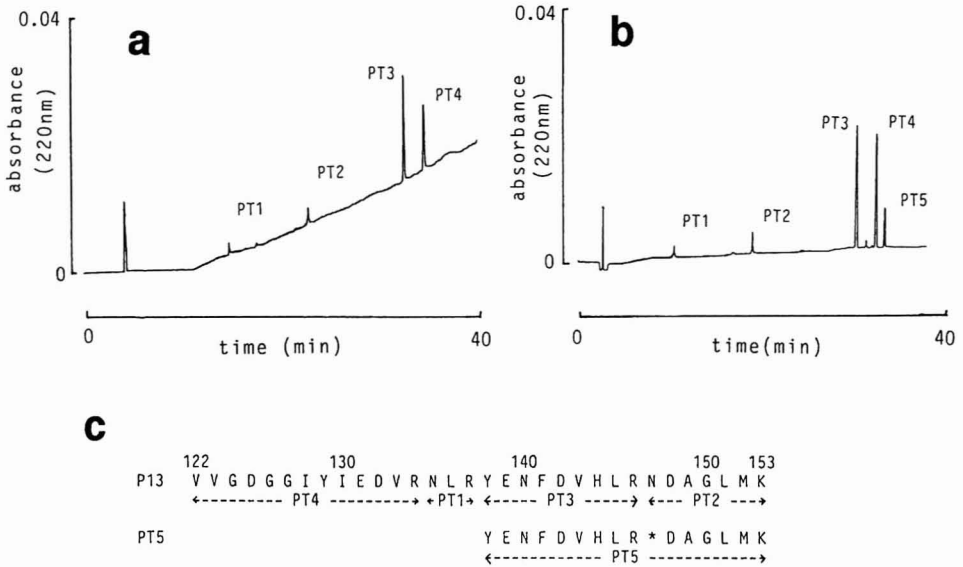 a
0.04
absorbance
(220nm)
0
PT1
PT2
PT3
PT4
0
40
time (min)
b
0.04
absorbance
(220nm)
0
PT1
PT2
PT3
PT4
PT5
0
40
time(min)
c
122 130 140 150 153
P13 V V G D G G I Y I E D V R N L R Y E N F D V H L R N D A G L M K
PT4 PT1 PT3 PT2
PT5 Y E N F D V H L R * D A G L M K
PT5